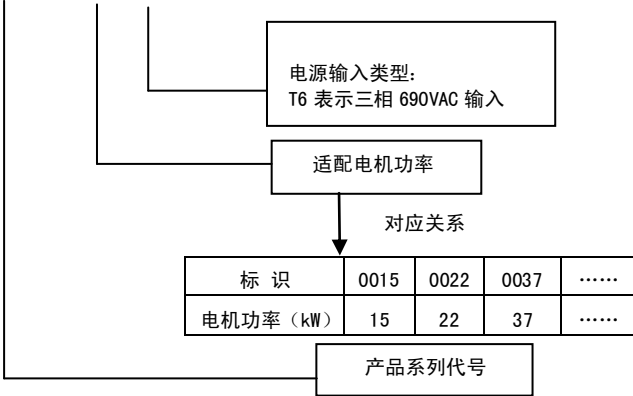 电源输入类型：
T6 表示三相 690VAC 输入
适配电机功率
对应关系
标 识 0015 0022 0037 ……
电机功率（kW） 15 22 37 ……
产品系列代号